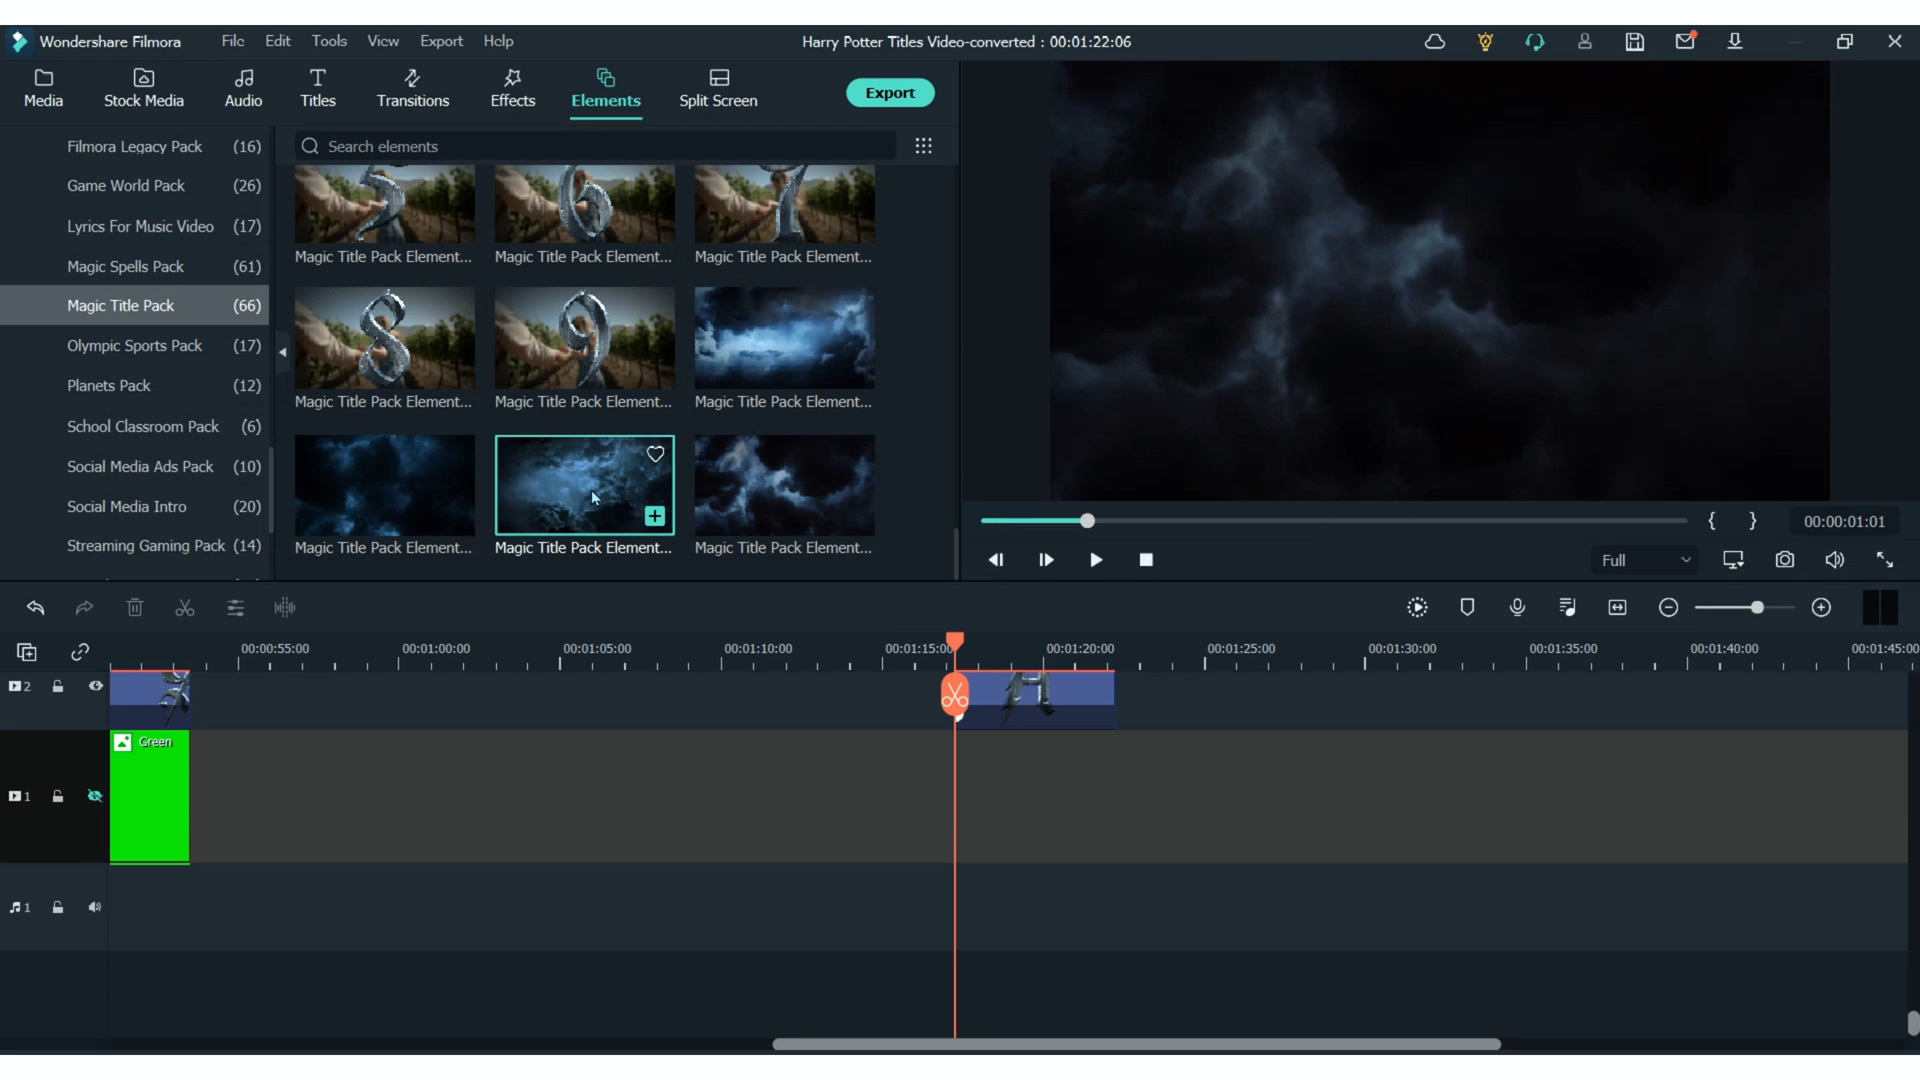 Wondershare Filmora
File Edit Tools View Export Help
Harry Potter Titles Video-converted : 00:01:22:06
Media Stock Media Audio Titles Transitions Effects Elements Split Screen
Export
Filmora Legacy Pack (16)
Search elements
Game World Pack (26)
Lyrics For Music Video (17)
Magic Spells Pack (61)
Magic Title Pack (66)
Olympic Sports Pack (17)
Planets Pack (12)
School Classroom Pack (6)
Social Media Ads Pack (10)
Social Media Intro (20)
Streaming Gaming Pack (14)
Magic Title Pack Element... Magic Title Pack Element... Magic Title Pack Element...
8 9
Magic Title Pack Element... Magic Title Pack Element... Magic Title Pack Element...
Magic Title Pack Element... Magic Title Pack Element... Magic Title Pack Element...
{ } 00:00:01:01
Full
00:00:55:00 00:01:00:00 00:01:05:00 00:01:10:00 00:01:15:00 00:01:20:00 00:01:25:00 00:01:30:00 00:01:35:00 00:01:40:00 00:01:45:00
2
Green
1
1